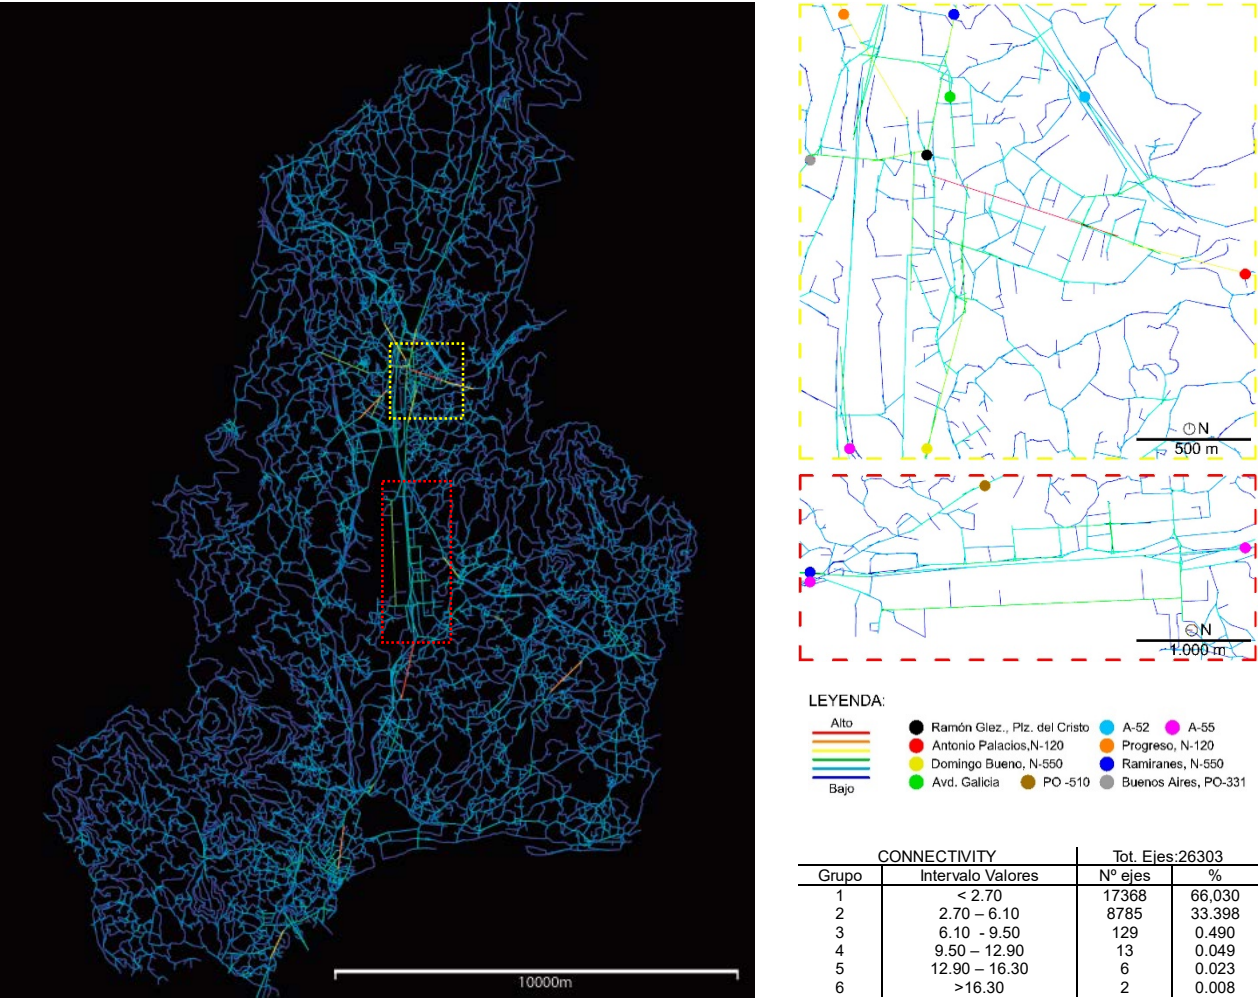 N
500 m
N
1.000 m
10000m
LEYENDA:
Alto
Bajo
Ramón Glez., Plz. del Cristo
A-52
A-55
Antonio Palacios,N-120
Progreso, N-120
Domingo Bueno, N-550
Ramiranes, N-550
Avd. Galicia
PO -510
Buenos Aires, PO-331
CONNECTIVITY Tot. Ejes:26303
Grupo Intervalo Valores Nº ejes %
1 < 2.70 17368 66,030
2 2.70 – 6.10 8785 33.398
3 6.10 - 9.50 129 0.490
4 9.50 – 12.90 13 0.049
5 12.90 – 16.30 6 0.023
6 >16.30 2 0.008